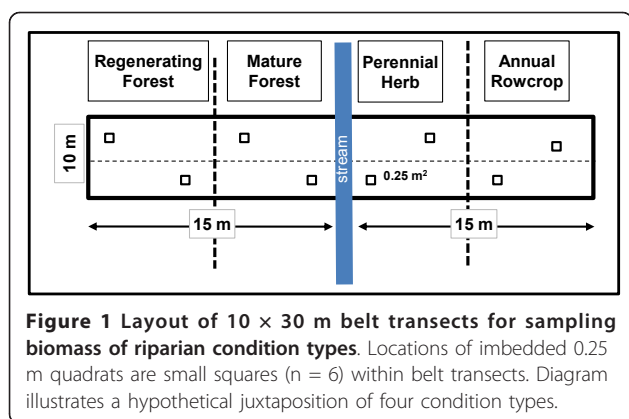 Regenerating
Forest
Mature
Forest
Perennial
Herb
Annual
Rowcrop
10 m
stream
0.25 m²
15 m
15 m
Figure 1 Layout of 10 × 30 m belt transects for sampling
biomass of riparian condition types. Locations of imbedded 0.25
m quadrats are small squares (n = 6) within belt transects. Diagram
illustrates a hypothetical juxtaposition of four condition types.